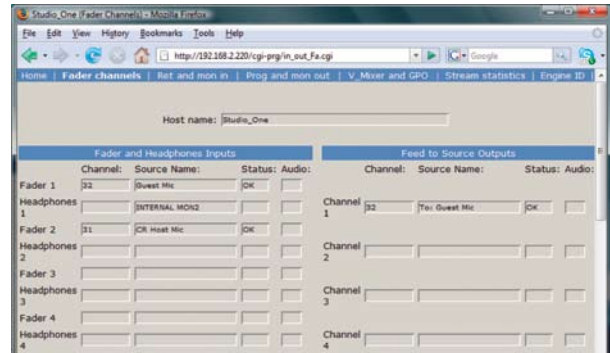 Studio_One (Fader Channels) - Mozilla Firefox
File Edit View History Bookmarks Tools Help
http://192.168.2.220/cgi-prg/in_out_Fa.cgi
Google
Home | Fader channels | Ret and mon in | Prog and mon out | V_Mixer and GPO | Stream statistics | Engine ID |
Host name: Studio_One
Fader and Headphones Inputs
Channel: Source Name: Status: Audio:
Fader 1 32 Guest Mic OK
Headphones 1 INTERNAL MON2
Fader 2 31 CR Host Mic OK
Headphones 2
Fader 3
Headphones 3
Fader 4
Headphones 4
Feed to Source Outputs
Channel: Source Name: Status: Audio:
Channel 1 32 To: Guest Mic OK
Channel 2
Channel 3
Channel 4